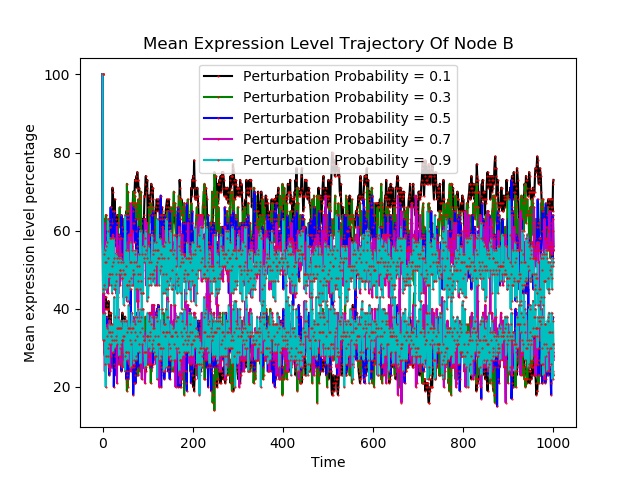 Mean Expression Level Trajectory Of Node B
Perturbation Probability = 0.1
Perturbation Probability = 0.3
Perturbation Probability = 0.5
Perturbation Probability = 0.7
Perturbation Probability = 0.9
Mean expression level percentage
100
80
60
40
20
0 200 400 600 800 1000
Time